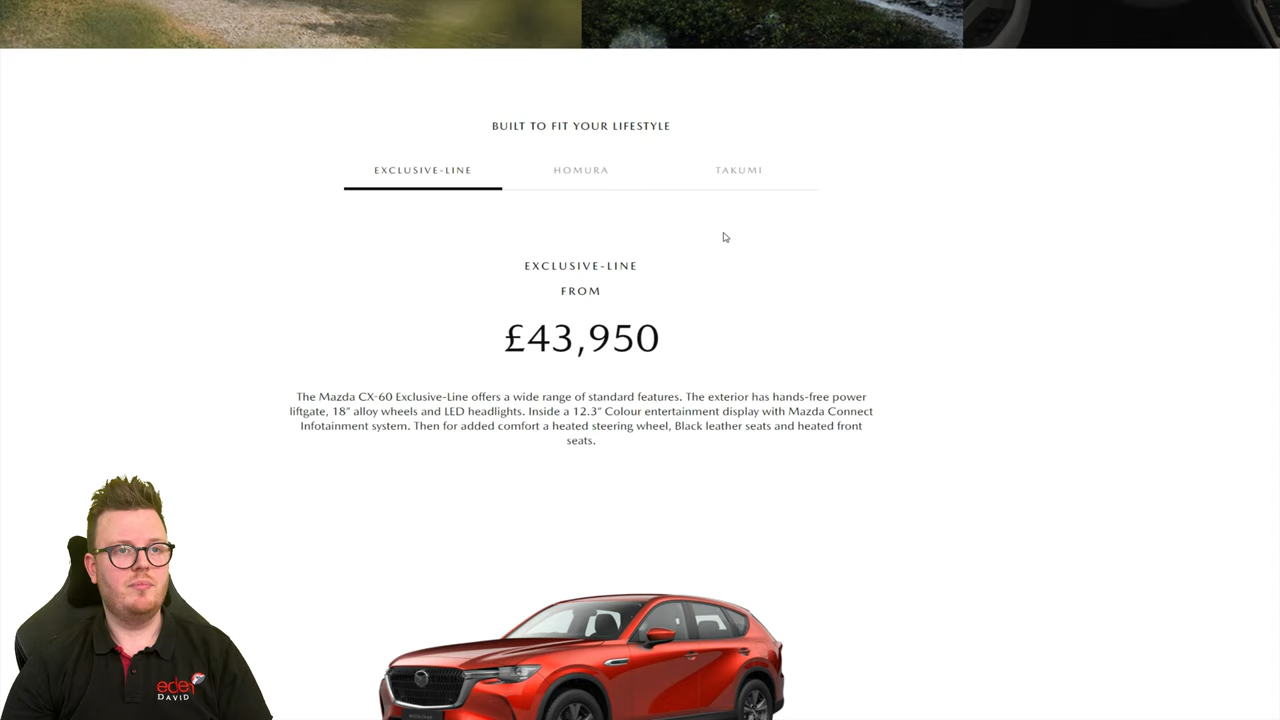 BUILT TO FIT YOUR LIFESTYLE
EXCLUSIVE-LINE HOMURA TAKUMI
EXCLUSIVE-LINE
FROM
£43,950
The Mazda CX-60 Exclusive-Line offers a wide range of standard features. The exterior has hands-free power
liftgate, 18" alloy wheels and LED headlights. Inside a 12.3" Colour entertainment display with Mazda Connect
Infotainment system. Then for added comfort a heated steering wheel, Black leather seats and heated front
seats.
eden
DAVID